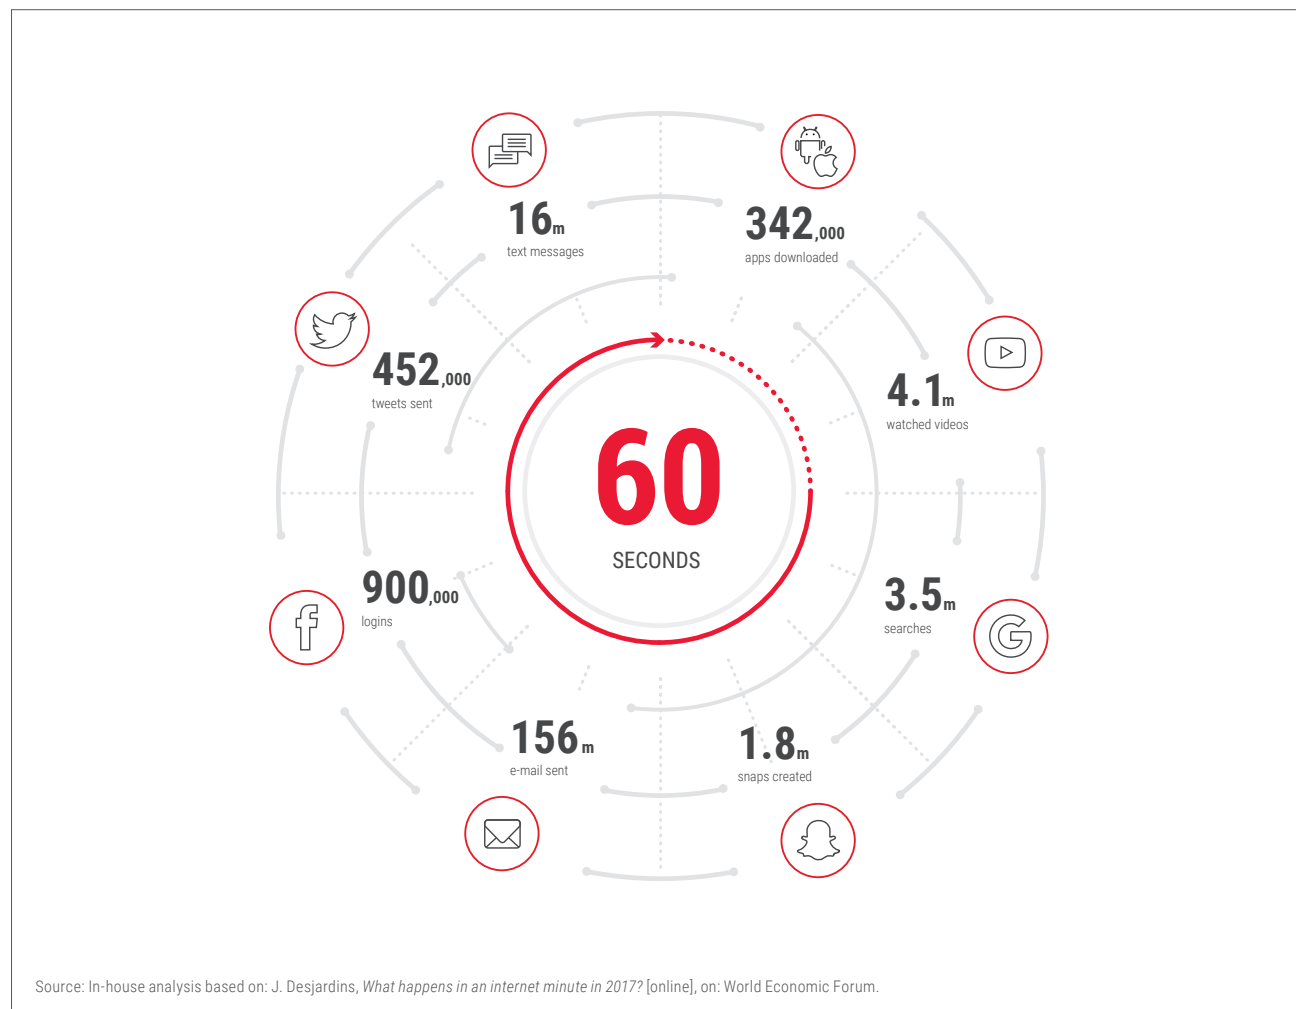 16m
text messages
342,000
apps downloaded
452,000
tweets sent
4.1m
watched videos
60
SECONDS
900,000
logins
3.5m
searches
156m
e-mail sent
1.8m
snaps created
Source: In-house analysis based on: J. Desjardins, What happens in an internet minute in 2017? [online], on: World Economic Forum.